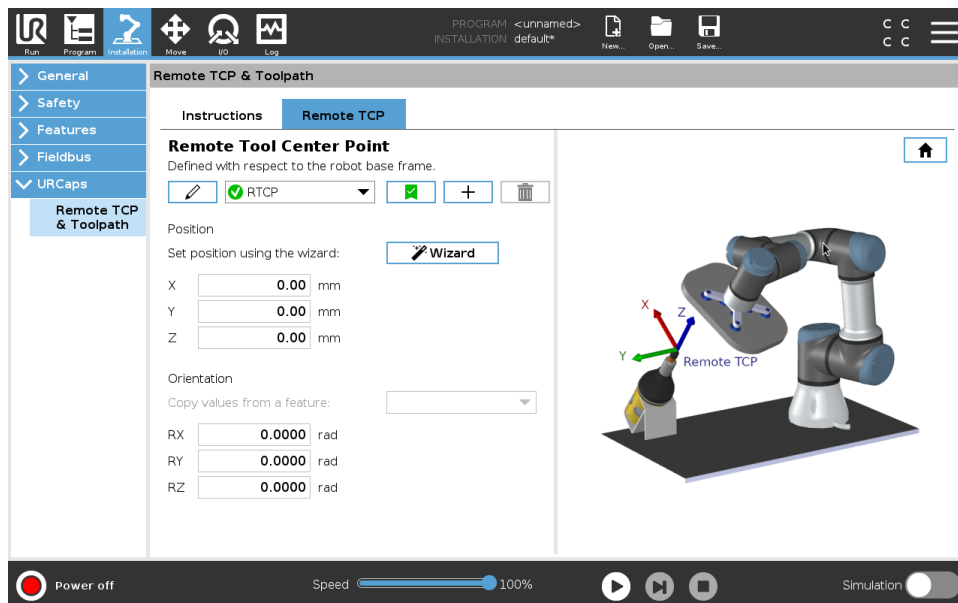 UR
Run
Program
Installation
Move
I/O
Log
PROGRAM <unnamed>
INSTALLATION default*
New...
Open...
Save...
C C
C C
General
Safety
Features
Fieldbus
URCaps
Remote TCP
& Toolpath
Remote TCP & Toolpath
Instructions
Remote TCP
Remote Tool Center Point
Defined with respect to the robot base frame.
RTCP
Position
Set position using the wizard:
Wizard
X 0.00 mm
Y 0.00 mm
Z 0.00 mm
Orientation
Copy values from a feature:
RX 0.0000 rad
RY 0.0000 rad
RZ 0.0000 rad
X
Z
Y
Remote TCP
Power off
Speed
100%
Simulation